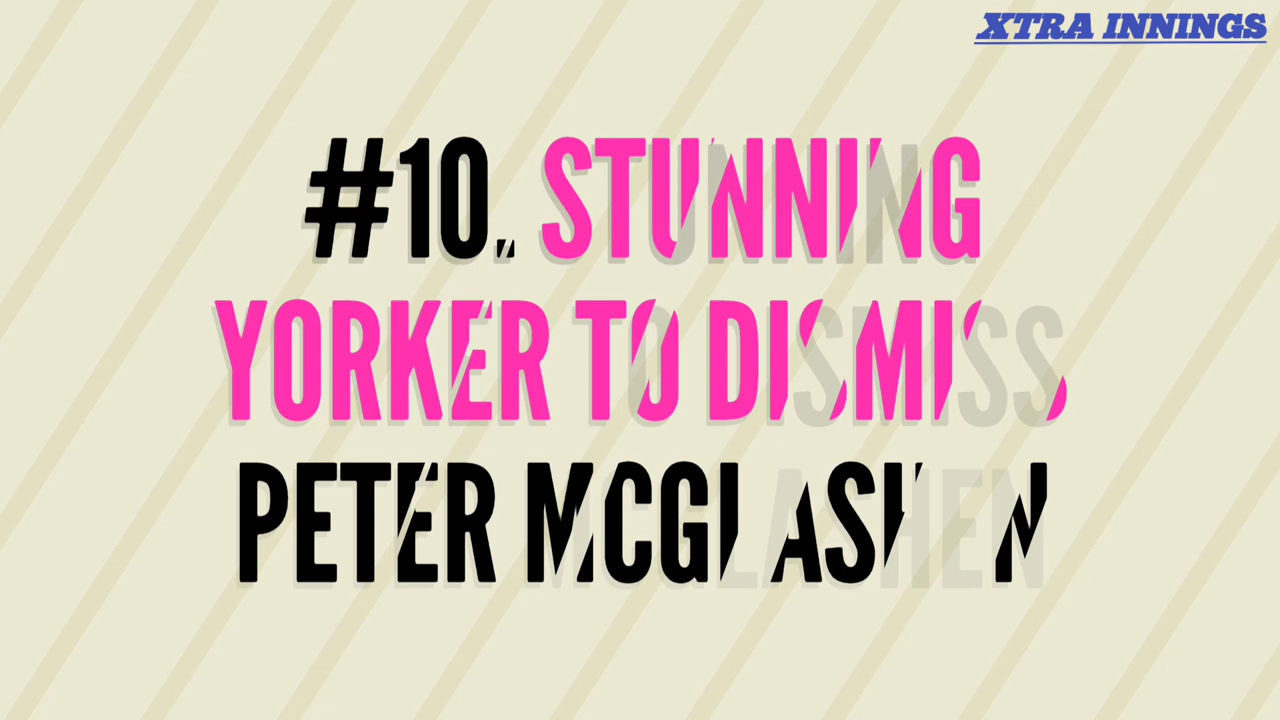 XTRA INNINGS
#10. STUNNING
YORKER TO DISMISS
PETER MCGLASHEN